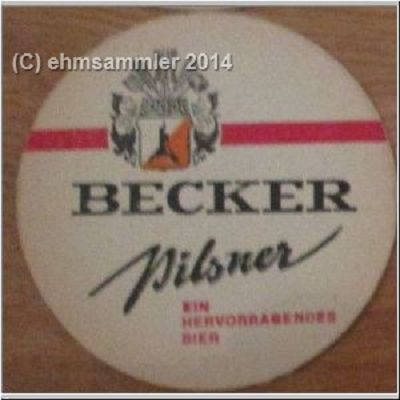 (C) ehmsammler 2014
BECKER
Pilsner
EIN
HERVORRAGENDES
BIER